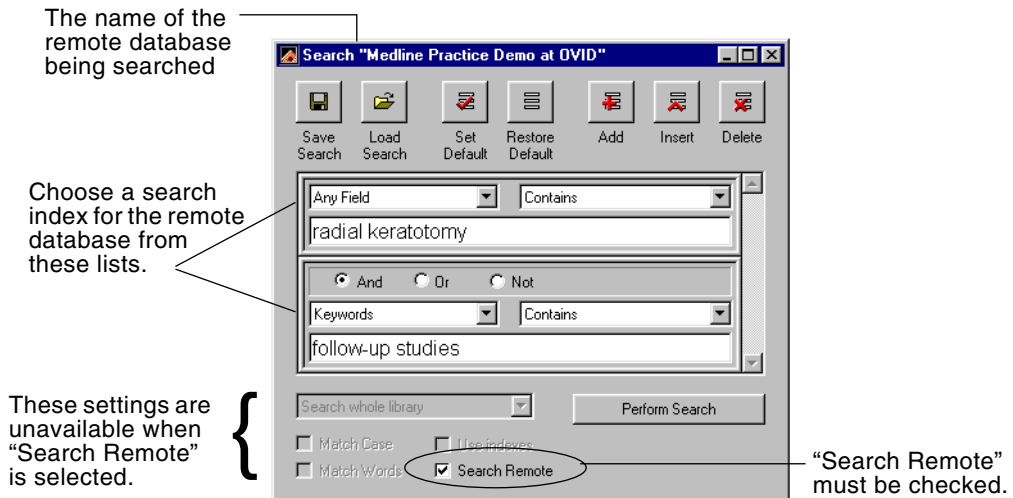 The name of the
remote database
being searched
Search "Medline Practice Demo at OVID"
Save Search
Load Search
Set Default
Restore Default
Add
Insert
Delete
Choose a search
index for the remote
database from
these lists.
Any Field Contains
radial keratotomy
And Or Not
Keywords Contains
follow-up studies
These settings are
unavailable when
“Search Remote”
is selected.
{
Search whole library Perform Search
Match Case Use indexes
Match Words Search Remote
“Search Remote”
must be checked.